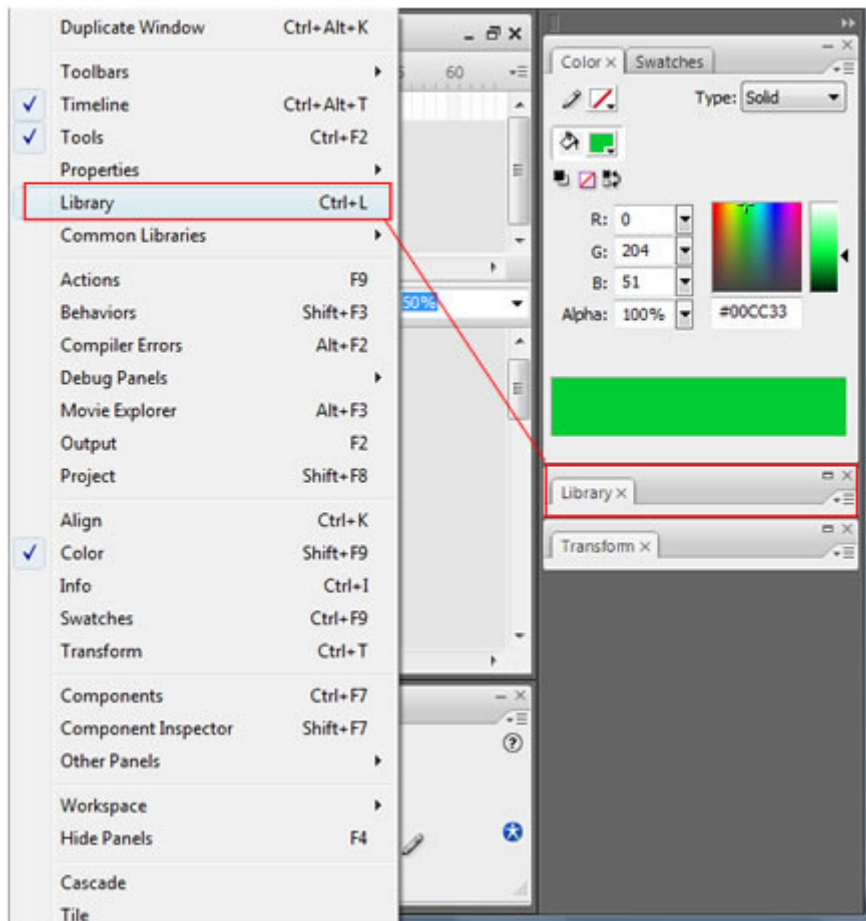 Duplicate Window Ctrl+Alt+K
Toolbars
Timeline Ctrl+Alt+T
Tools Ctrl+F2
Properties
Library Ctrl+L
Common Libraries
Actions F9
Behaviors Shift+F3
Compiler Errors Alt+F2
Debug Panels
Movie Explorer Alt+F3
Output F2
Project Shift+F8
Align Ctrl+K
Color Shift+F9
Info Ctrl+I
Swatches Ctrl+F9
Transform Ctrl+T
Components Ctrl+F7
Component Inspector Shift+F7
Other Panels
Workspace
Hide Panels F4
Cascade
Tile
60
50%
Color × Swatches
Type: Solid
R: 0
G: 204
B: 51
Alpha: 100% #00CC33
Library ×
Transform ×